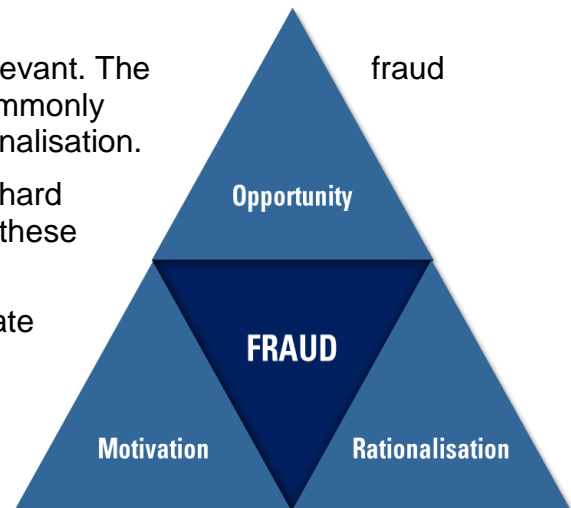 evant. The fraud
mmonly
nalisation.
hard
these
ate
Opportunity
FRAUD
Motivation Rationalisation